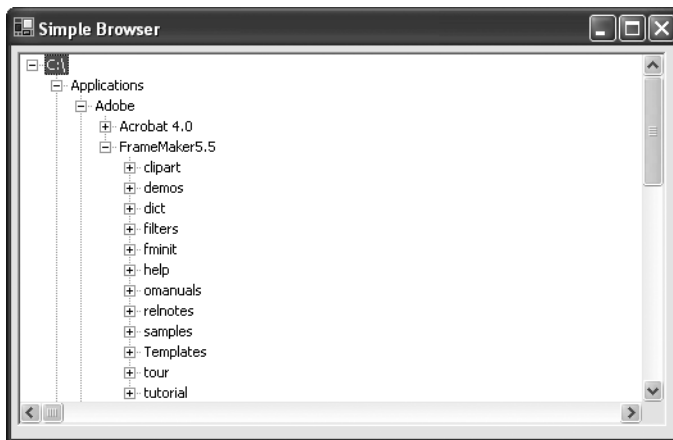 Simple Browser
C:\
Applications
Adobe
Acrobat 4.0
FrameMaker5.5
clipart
demos
dict
filters
fminit
help
omanuals
relnotes
samples
Templates
tour
tutorial